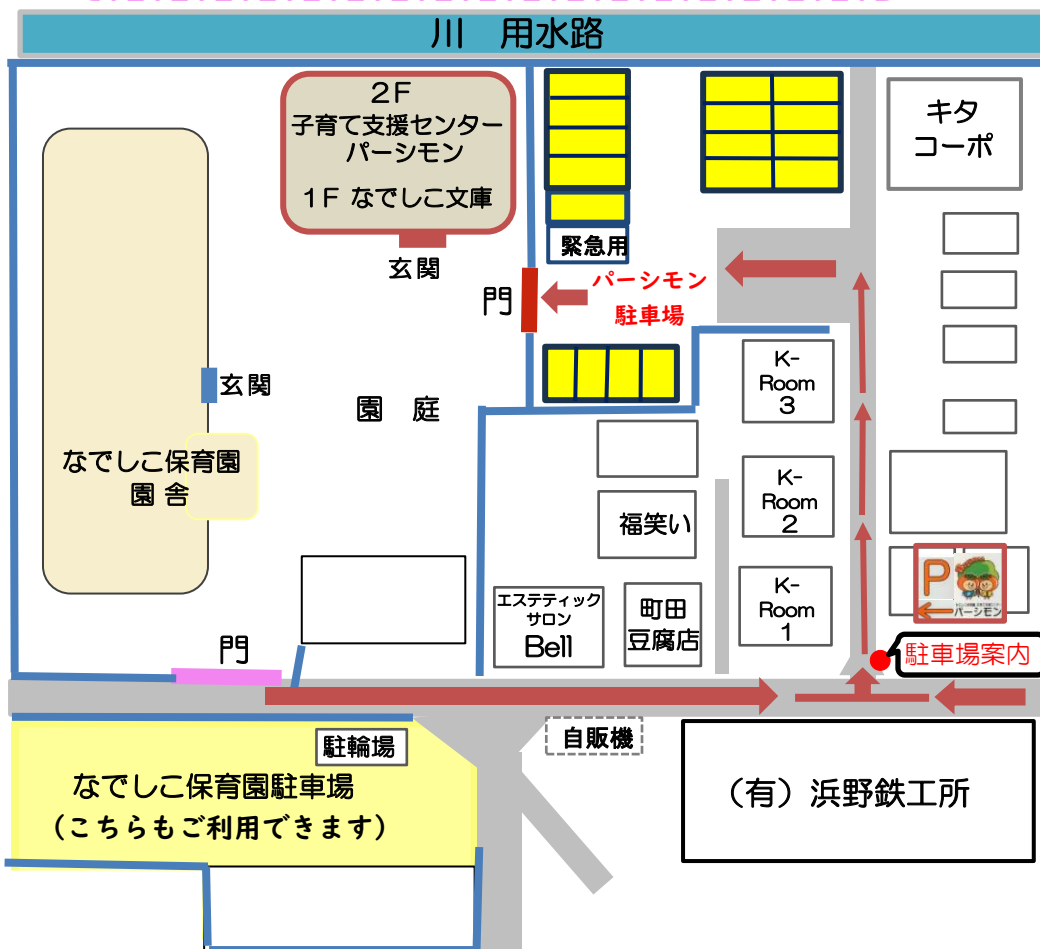 川 用水路
2F
子育て支援センター
パーシモン
1F なでしこ文庫
玄関
門
緊急用
パーシモン
駐車場
キタ
コーポ
玄関
園 庭
なでしこ保育園
園 舎
K-
Room
3
K-
Room
2
K-
Room
1
福笑い
エステティック
サロン
Bell
町田
豆腐店
P
パーシモン
駐車場案内
門
駐輪場
自販機
なでしこ保育園駐車場
(こちらもご利用できます)
(有)浜野鉄工所